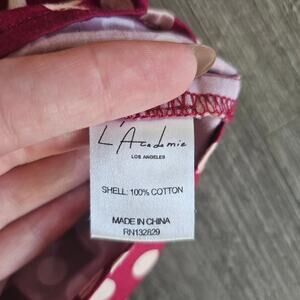 L'Academie
LOS ANGELES
SHELL: 100% COTTON
MADE IN CHINA
RN132829